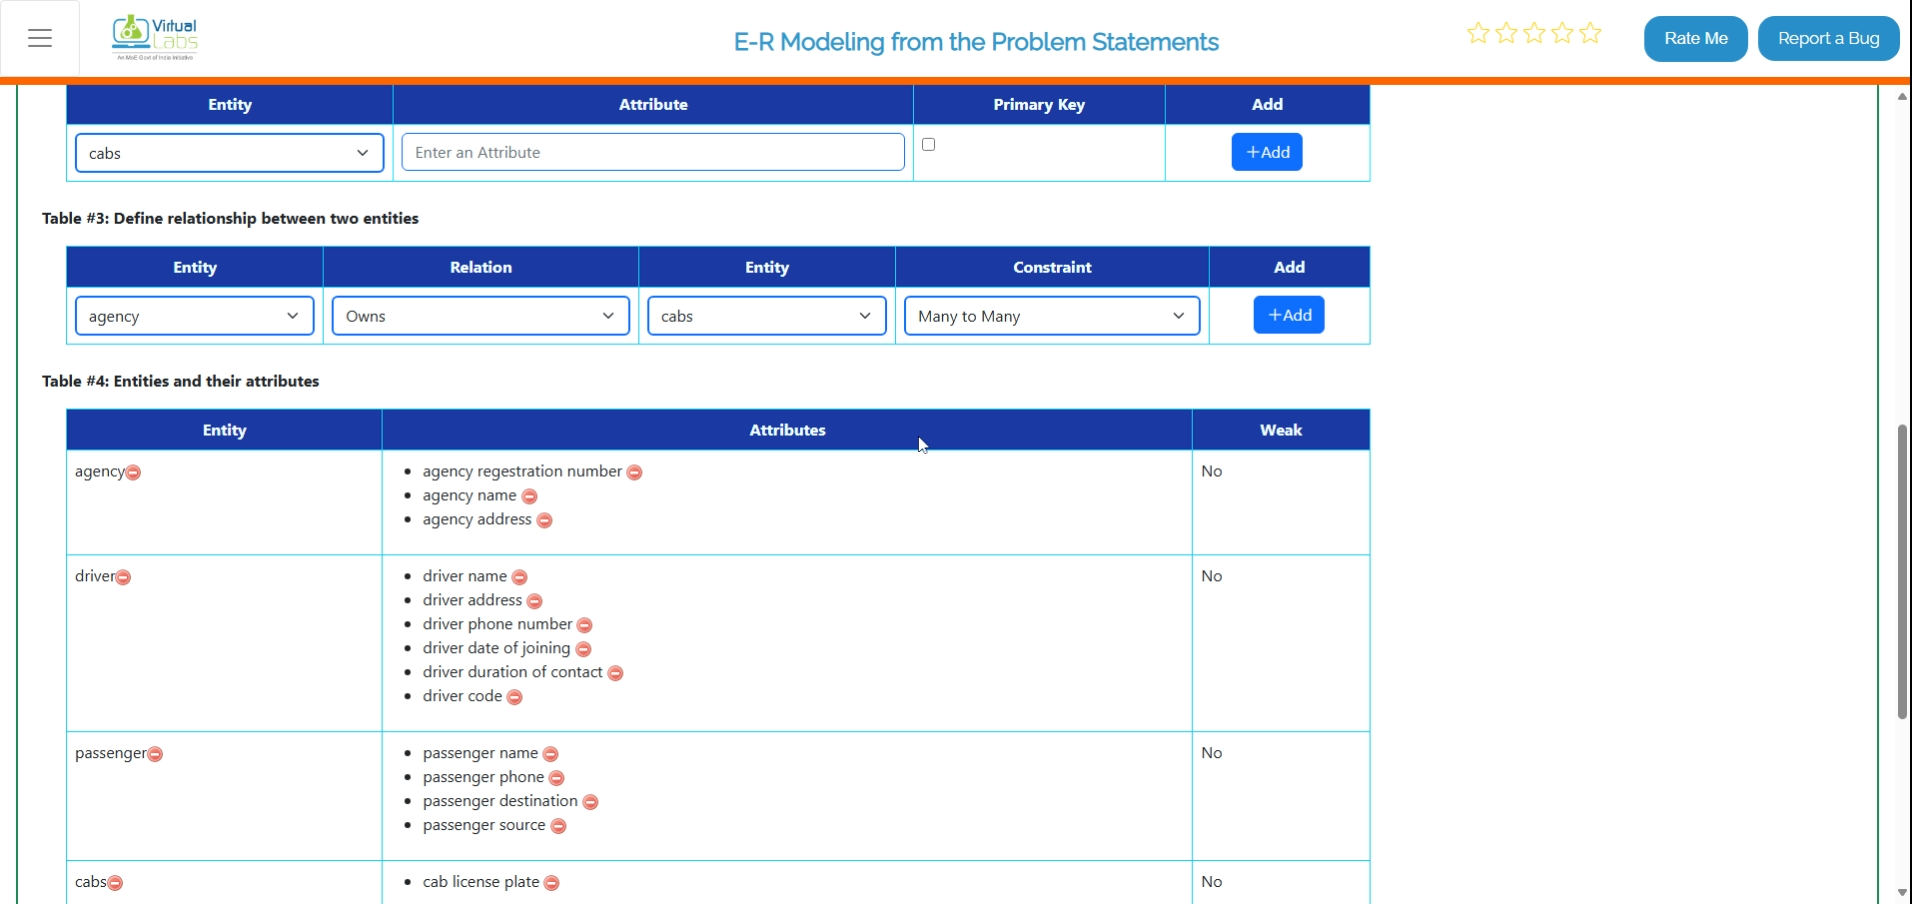 Virtual
Labs
An MoE Govt of India Initiative
E-R Modeling from the Problem Statements
Rate Me
Report a Bug
Entity Attribute Primary Key Add
cabs Enter an Attribute +Add
Table #3: Define relationship between two entities
Entity Relation Entity Constraint Add
agency Owns cabs Many to Many +Add
Table #4: Entities and their attributes
Entity Attributes Weak
agency agency regestration number No
agency name
agency address
driver driver name No
driver address
driver phone number
driver date of joining
driver duration of contact
driver code
passenger passenger name No
passenger phone
passenger destination
passenger source
cabs cab license plate No